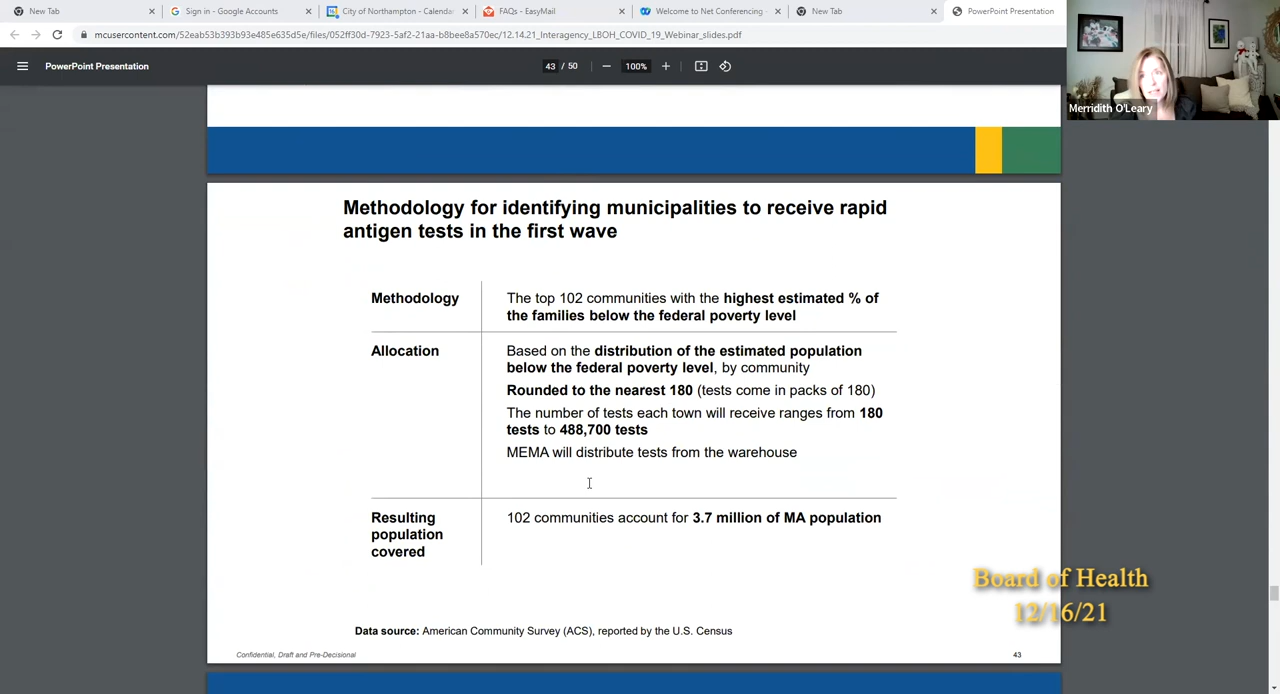 New Tab
Sign in - Google Accounts
City of Northampton - Calenda
FAQs - EasyMail
Welcome to Net Conferencing -
New Tab
PowerPoint Presentation
mcusercontent.com/52eab53b393b93e485e635d5e/files/052ff30d-7923-5af2-21aa-b8bee8a570ec/12.14.21_Interagency_LBOH_COVID_19_Webinar_slides.pdf
PowerPoint Presentation
43 / 50
100%
Merridith O'Leary
Methodology for identifying municipalities to receive rapid
antigen tests in the first wave
Methodology
The top 102 communities with the highest estimated % of
the families below the federal poverty level
Allocation
Based on the distribution of the estimated population
below the federal poverty level, by community
Rounded to the nearest 180 (tests come in packs of 180)
The number of tests each town will receive ranges from 180
tests to 488,700 tests
MEMA will distribute tests from the warehouse
Resulting
population
covered
102 communities account for 3.7 million of MA population
Board of Health
12/16/21
Data source: American Community Survey (ACS), reported by the U.S. Census
Confidential, Draft and Pre-Decisional
43